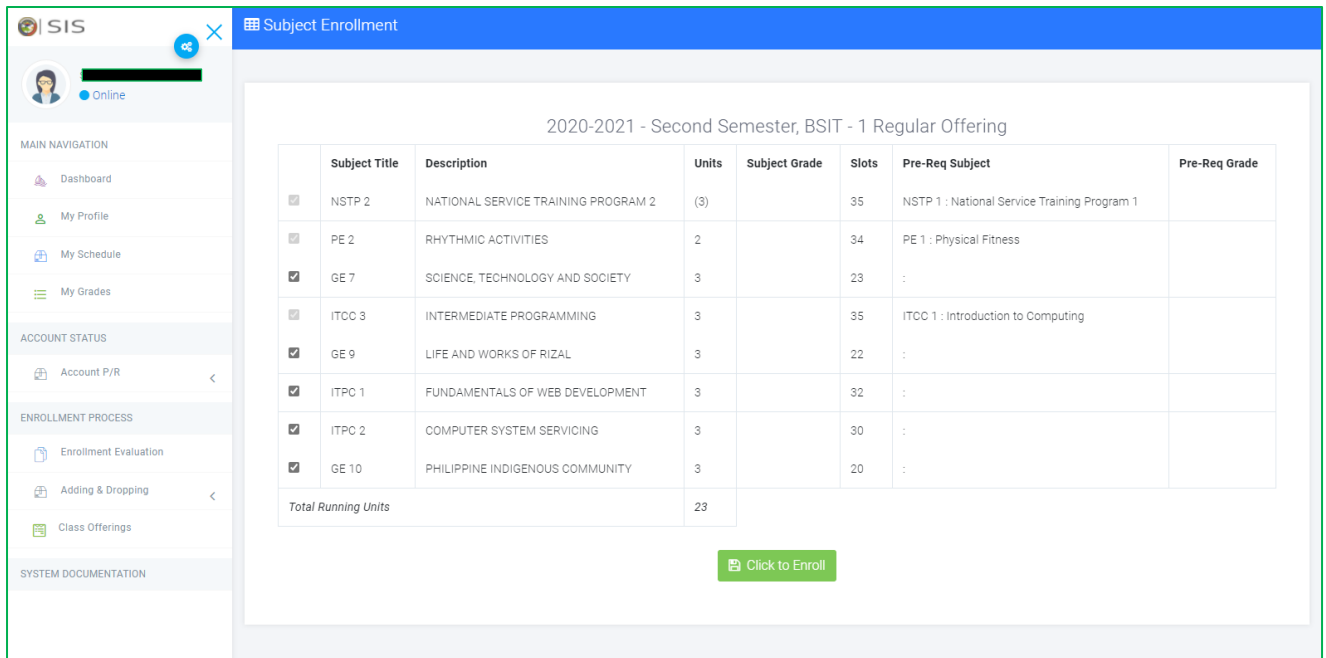 SIS
Subject Enrollment
Online
MAIN NAVIGATION
Dashboard
My Profile
My Schedule
My Grades
ACCOUNT STATUS
Account P/R
ENROLLMENT PROCESS
Enrollment Evaluation
Adding & Dropping
Class Offerings
SYSTEM DOCUMENTATION
2020-2021 - Second Semester, BSIT - 1 Regular Offering
Subject Title Description Units Subject Grade Slots Pre-Req Subject Pre-Req Grade
NSTP 2 NATIONAL SERVICE TRAINING PROGRAM 2 (3) 35 NSTP 1 : National Service Training Program 1
PE 2 RHYTHMIC ACTIVITIES 2 34 PE 1 : Physical Fitness
GE 7 SCIENCE, TECHNOLOGY AND SOCIETY 3 23 :
ITCC 3 INTERMEDIATE PROGRAMMING 3 35 ITCC 1 : Introduction to Computing
GE 9 LIFE AND WORKS OF RIZAL 3 22 :
ITPC 1 FUNDAMENTALS OF WEB DEVELOPMENT 3 32 :
ITPC 2 COMPUTER SYSTEM SERVICING 3 30 :
GE 10 PHILIPPINE INDIGENOUS COMMUNITY 3 20 :
Total Running Units 23
Click to Enroll